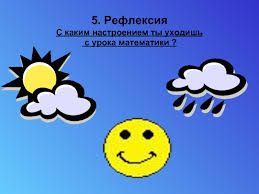 5. Рефлексия
С каким настроением ты уходишь
с урока математики ?